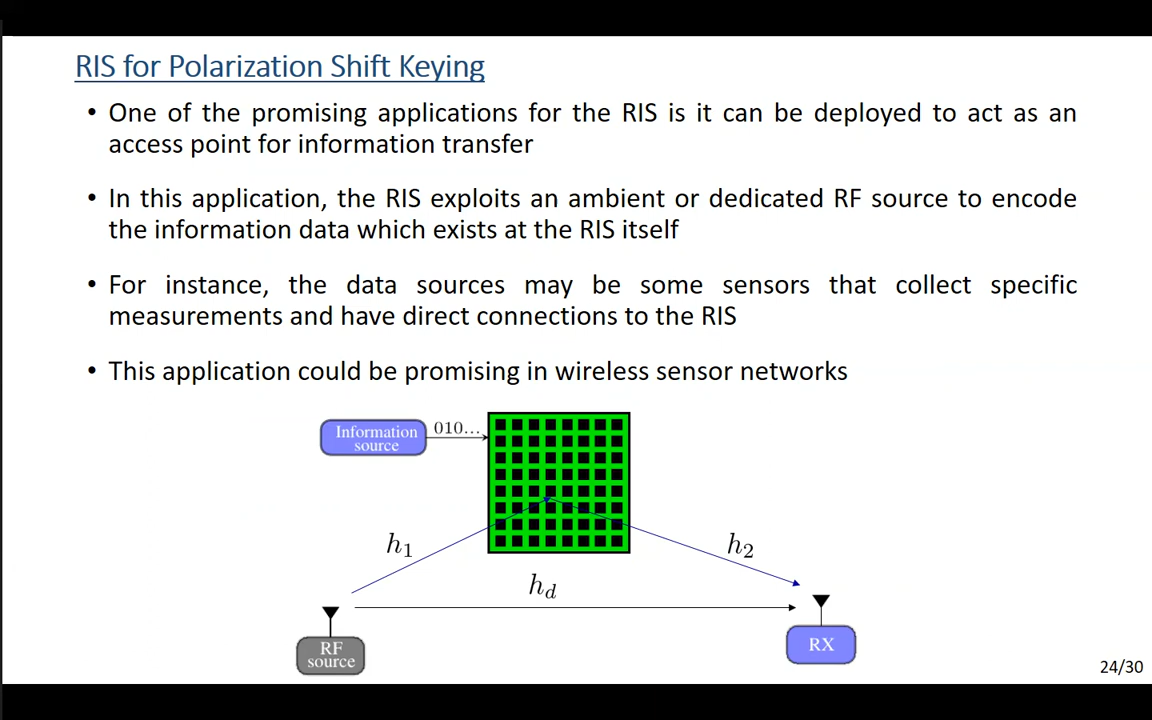 RIS for Polarization Shift Keying
• One of the promising applications for the RIS is it can be deployed to act as an
access point for information transfer
• In this application, the RIS exploits an ambient or dedicated RF source to encode
the information data which exists at the RIS itself
• For instance, the data sources may be some sensors that collect specific
measurements and have direct connections to the RIS
• This application could be promising in wireless sensor networks
Information
source
010...
h₁
h₂
h_d
RF
source
RX
24/30